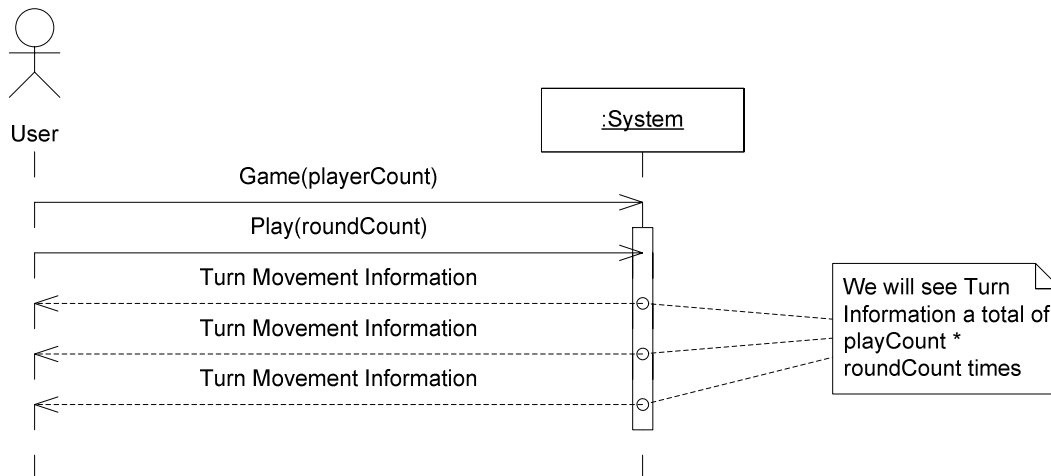 User
:System
Game(playerCount)
Play(roundCount)
Turn Movement Information
Turn Movement Information
Turn Movement Information
We will see Turn
Information a total of
playCount *
roundCount times